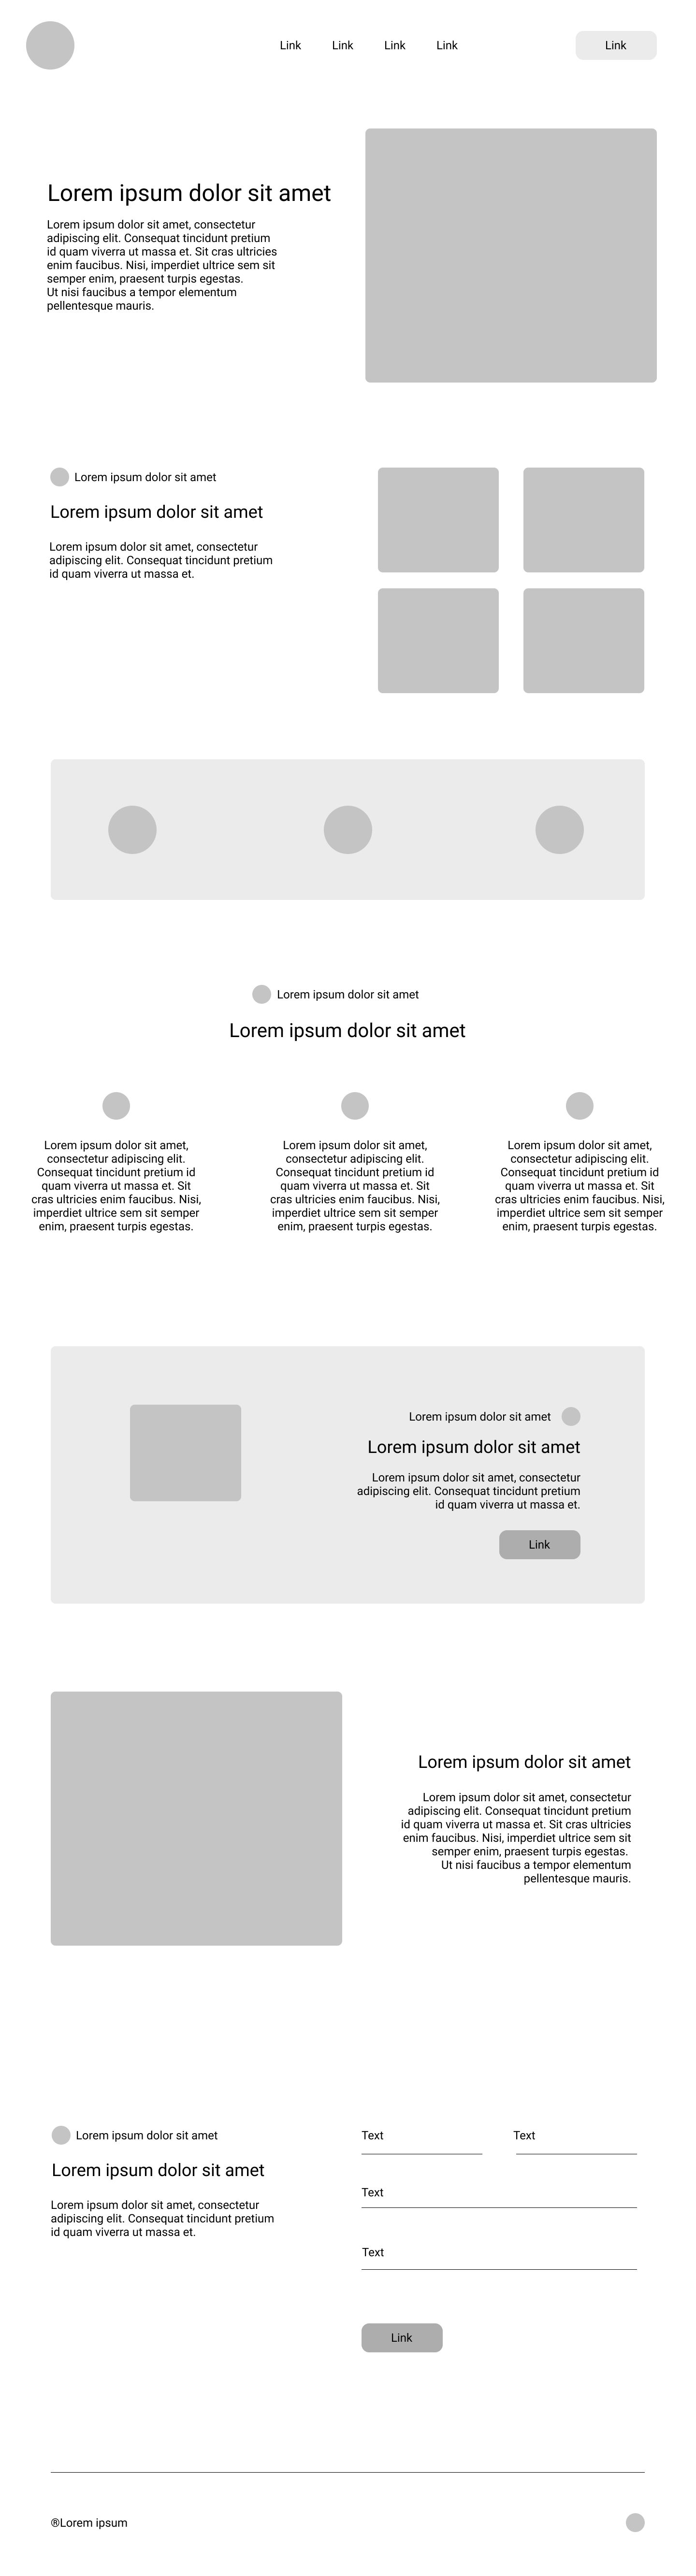 Link Link Link Link Link
Lorem ipsum dolor sit amet
Lorem ipsum dolor sit amet, consectetur
adipiscing elit. Consequat tincidunt pretium
id quam viverra ut massa et. Sit cras ultricies
enim faucibus. Nisi, imperdiet ultrice sem sit
semper enim, praesent turpis egestas.
Ut nisi faucibus a tempor elementum
pellentesque mauris.
Lorem ipsum dolor sit amet
Lorem ipsum dolor sit amet
Lorem ipsum dolor sit amet, consectetur
adipiscing elit. Consequat tincidunt pretium
id quam viverra ut massa et.
Lorem ipsum dolor sit amet
Lorem ipsum dolor sit amet
Lorem ipsum dolor sit amet,
consectetur adipiscing elit.
Consequat tincidunt pretium id
quam viverra ut massa et. Sit
cras ultricies enim faucibus. Nisi,
imperdiet ultrice sem sit semper
enim, praesent turpis egestas.
Lorem ipsum dolor sit amet,
consectetur adipiscing elit.
Consequat tincidunt pretium id
quam viverra ut massa et. Sit
cras ultricies enim faucibus. Nisi,
imperdiet ultrice sem sit semper
enim, praesent turpis egestas.
Lorem ipsum dolor sit amet,
consectetur adipiscing elit.
Consequat tincidunt pretium id
quam viverra ut massa et. Sit
cras ultricies enim faucibus. Nisi,
imperdiet ultrice sem sit semper
enim, praesent turpis egestas.
Lorem ipsum dolor sit amet
Lorem ipsum dolor sit amet
Lorem ipsum dolor sit amet, consectetur
adipiscing elit. Consequat tincidunt pretium
id quam viverra ut massa et.
Link
Lorem ipsum dolor sit amet
Lorem ipsum dolor sit amet, consectetur
adipiscing elit. Consequat tincidunt pretium
id quam viverra ut massa et. Sit cras ultricies
enim faucibus. Nisi, imperdiet ultrice sem sit
semper enim, praesent turpis egestas.
Ut nisi faucibus a tempor elementum
pellentesque mauris.
Lorem ipsum dolor sit amet
Lorem ipsum dolor sit amet
Lorem ipsum dolor sit amet, consectetur
adipiscing elit. Consequat tincidunt pretium
id quam viverra ut massa et.
Text Text
Text
Text
Link
®Lorem ipsum